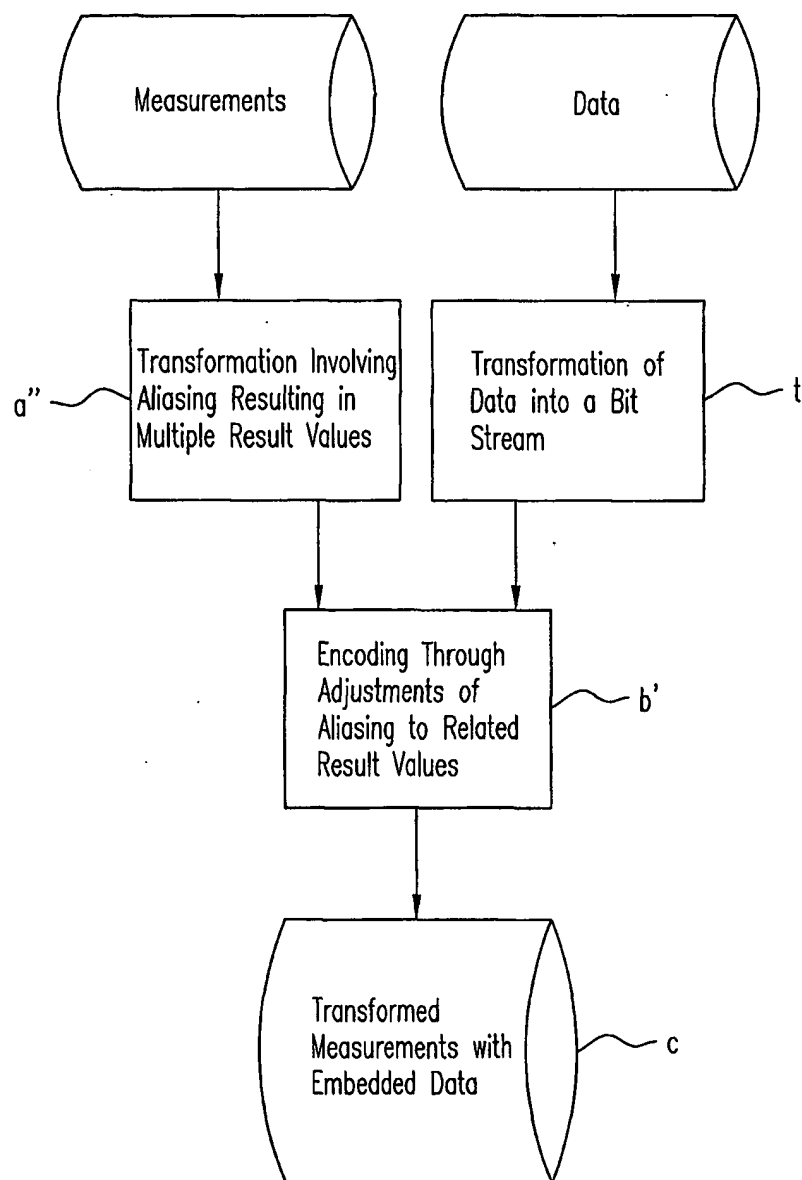 Measurements
Data
Transformation Involving
Aliasing Resulting in
Multiple Result Values
a"
Transformation of
Data into a Bit
Stream
t
Encoding Through
Adjustments of
Aliasing to Related
Result Values
b'
Transformed
Measurements with
Embedded Data
c